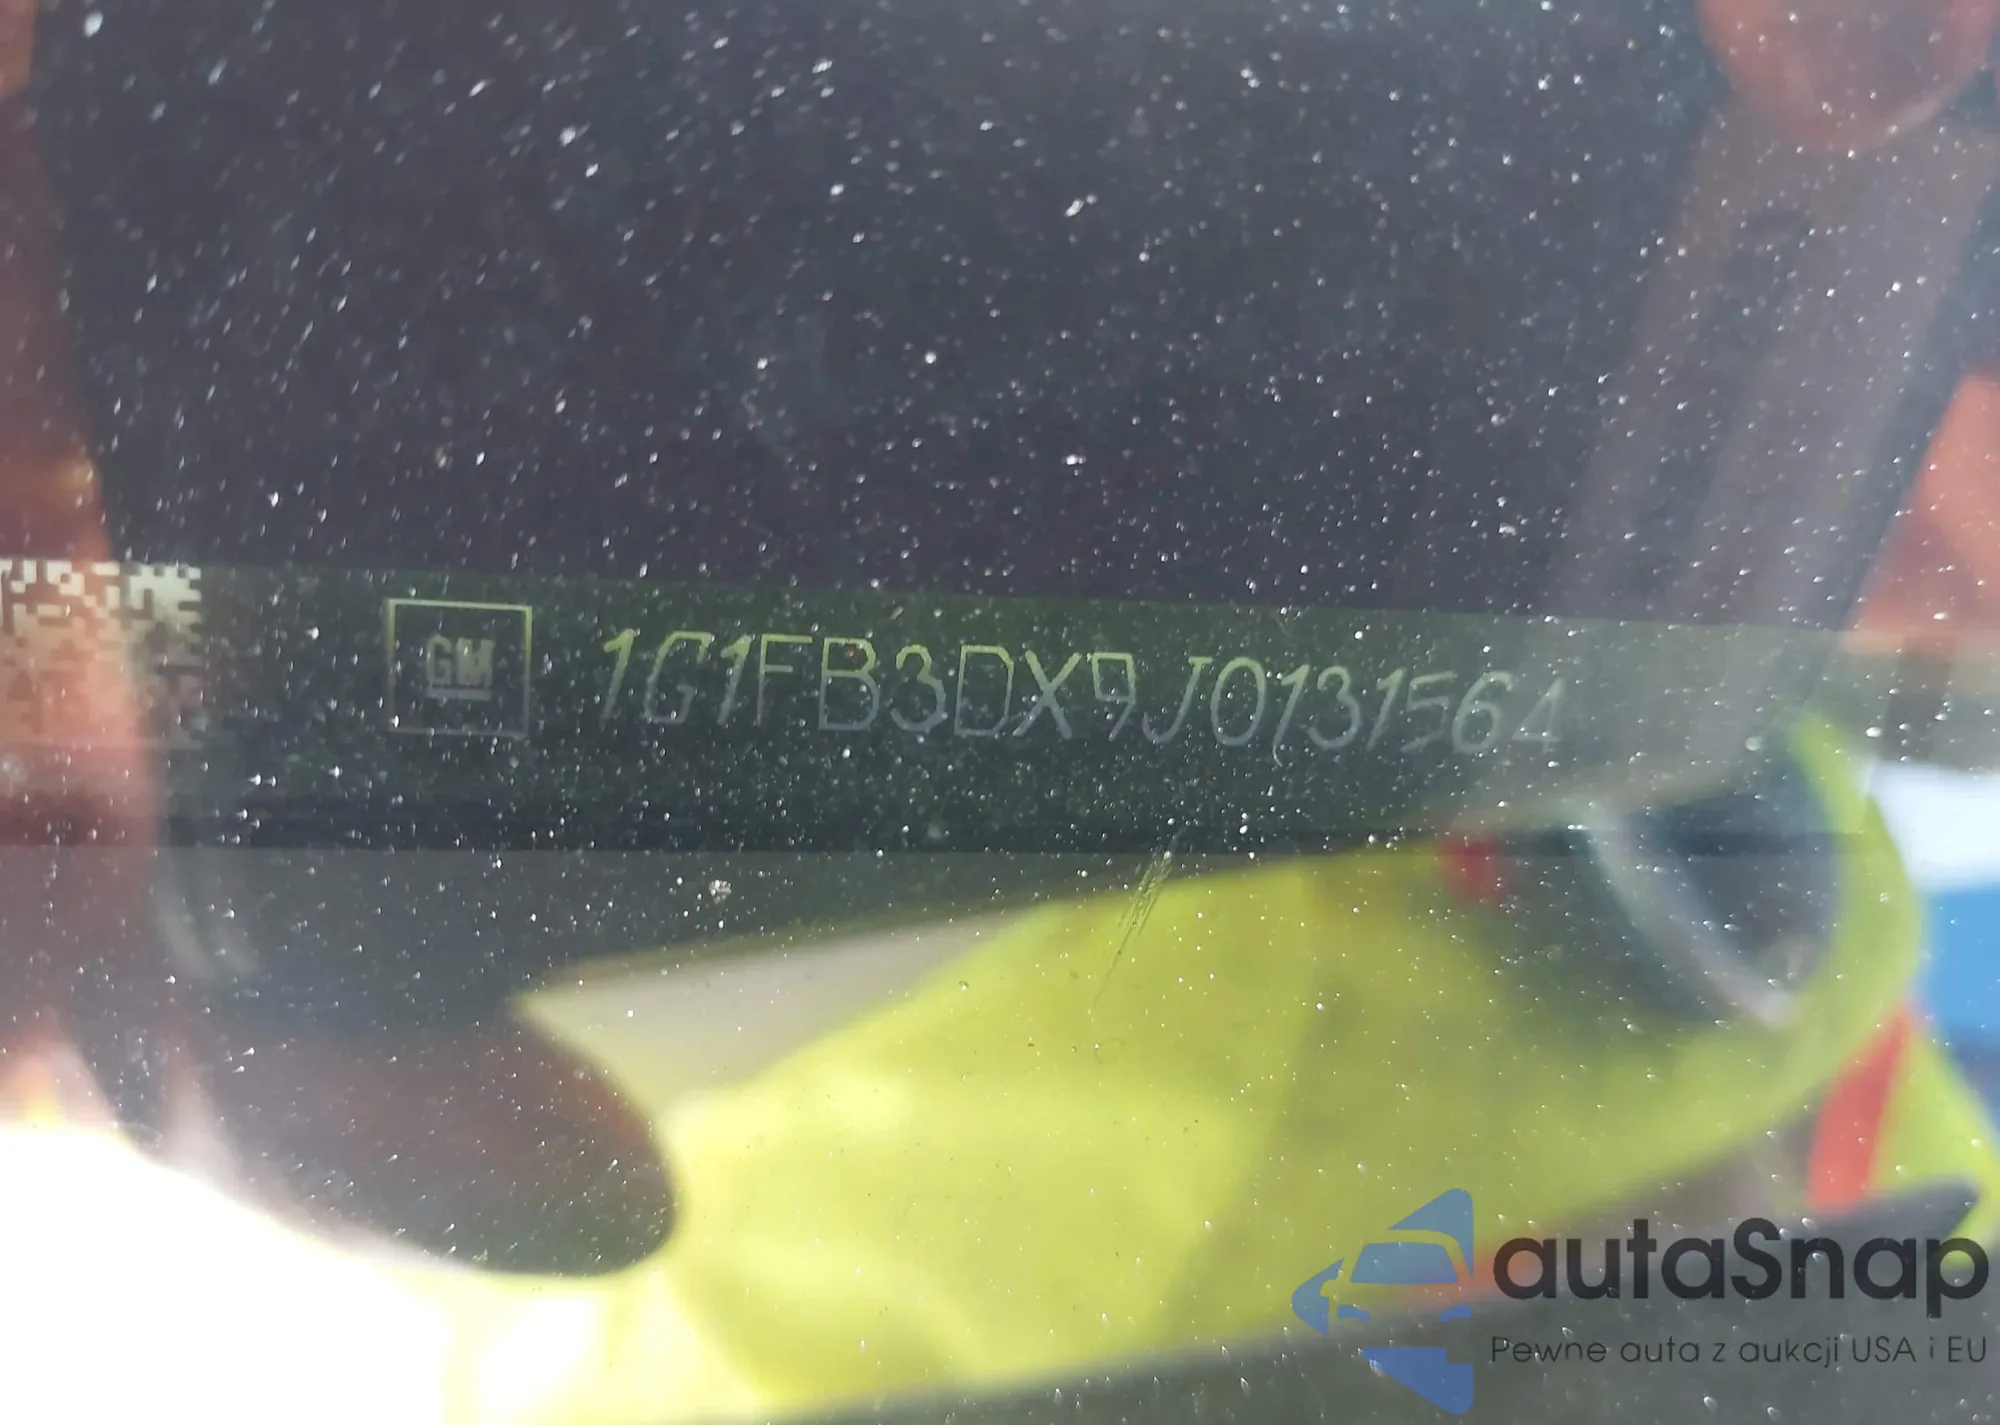 GM 1G1FB3DX9J0131564
autaSnap
Pewne auta z aukcji USA i EU